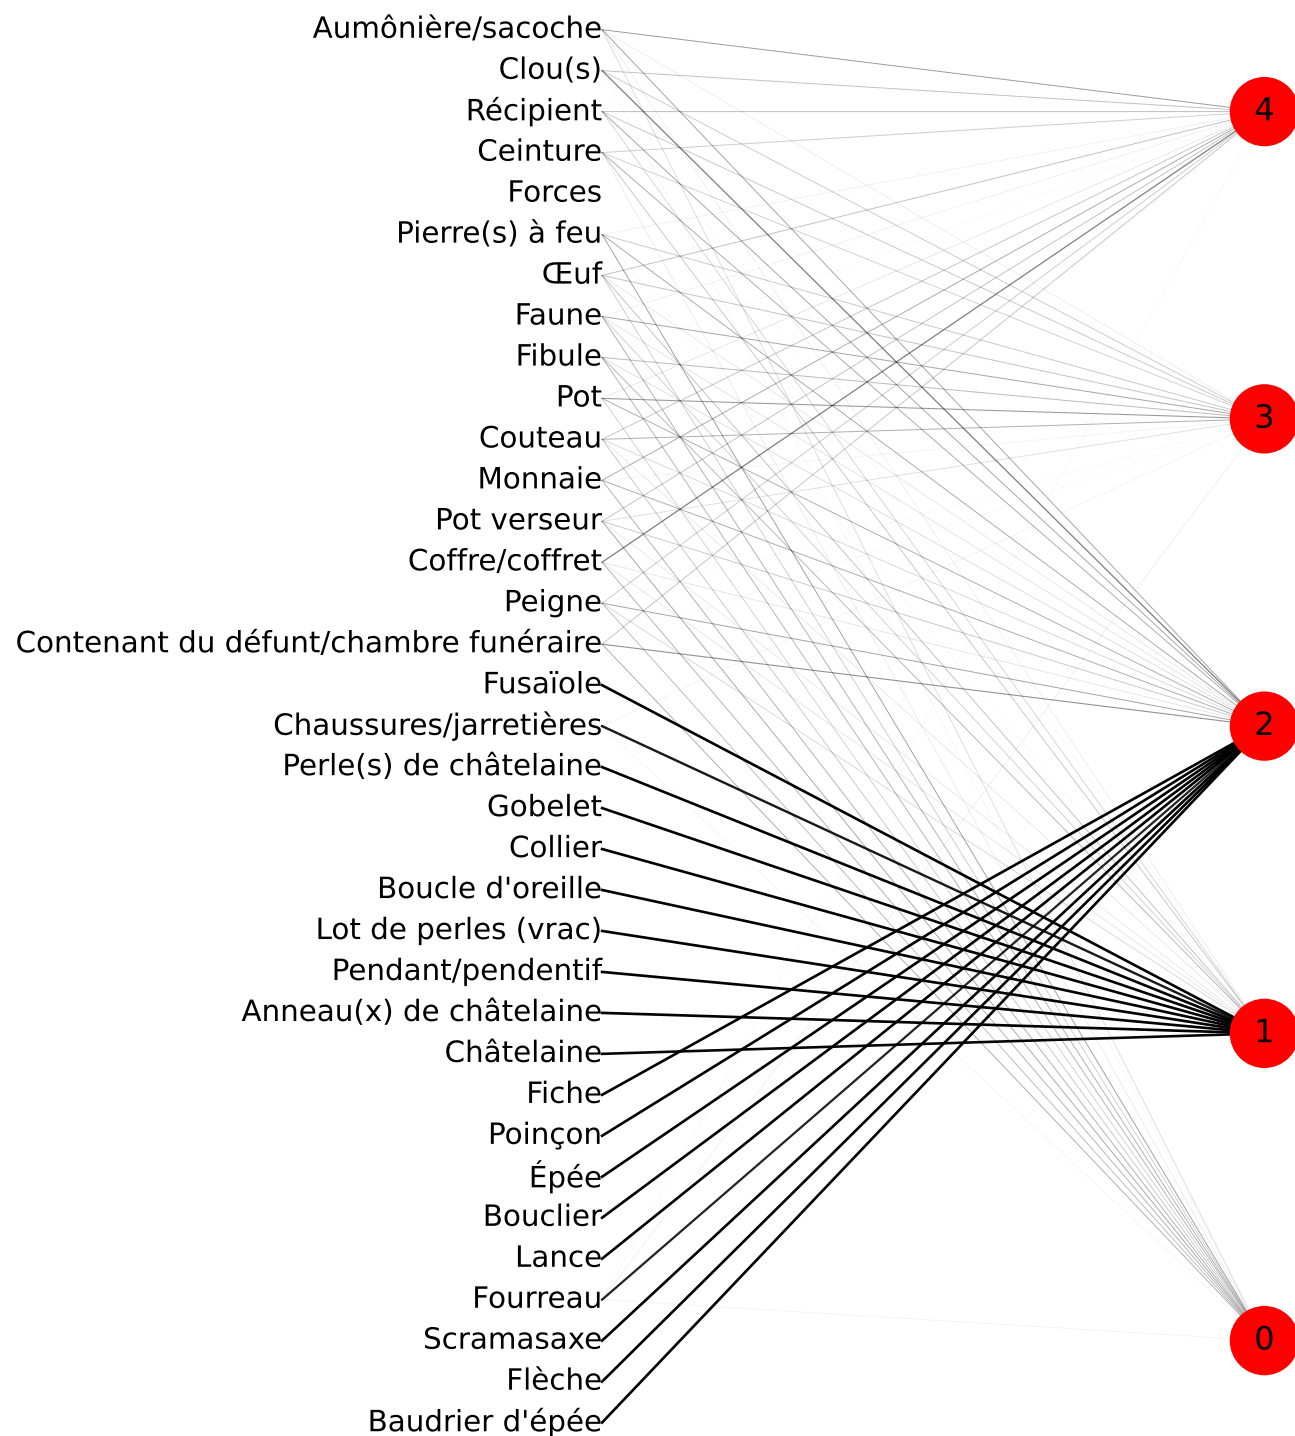 Aumônière/sacoche
Clou(s)
Récipient
Ceinture
Forces
Pierre(s) à feu
Œuf
Faune
Fibule
Pot
Couteau
Monnaie
Pot verseur
Coffre/coffret
Peigne
Contenant du défunt/chambre funéraire
Fusaïole
Chaussures/jarretières
Perle(s) de châtelaine
Gobelet
Collier
Boucle d'oreille
Lot de perles (vrac)
Pendant/pendentif
Anneau(x) de châtelaine
Châtelaine
Fiche
Poinçon
Épée
Bouclier
Lance
Fourreau
Scramasaxe
Flèche
Baudrier d'épée
4
3
2
1
0